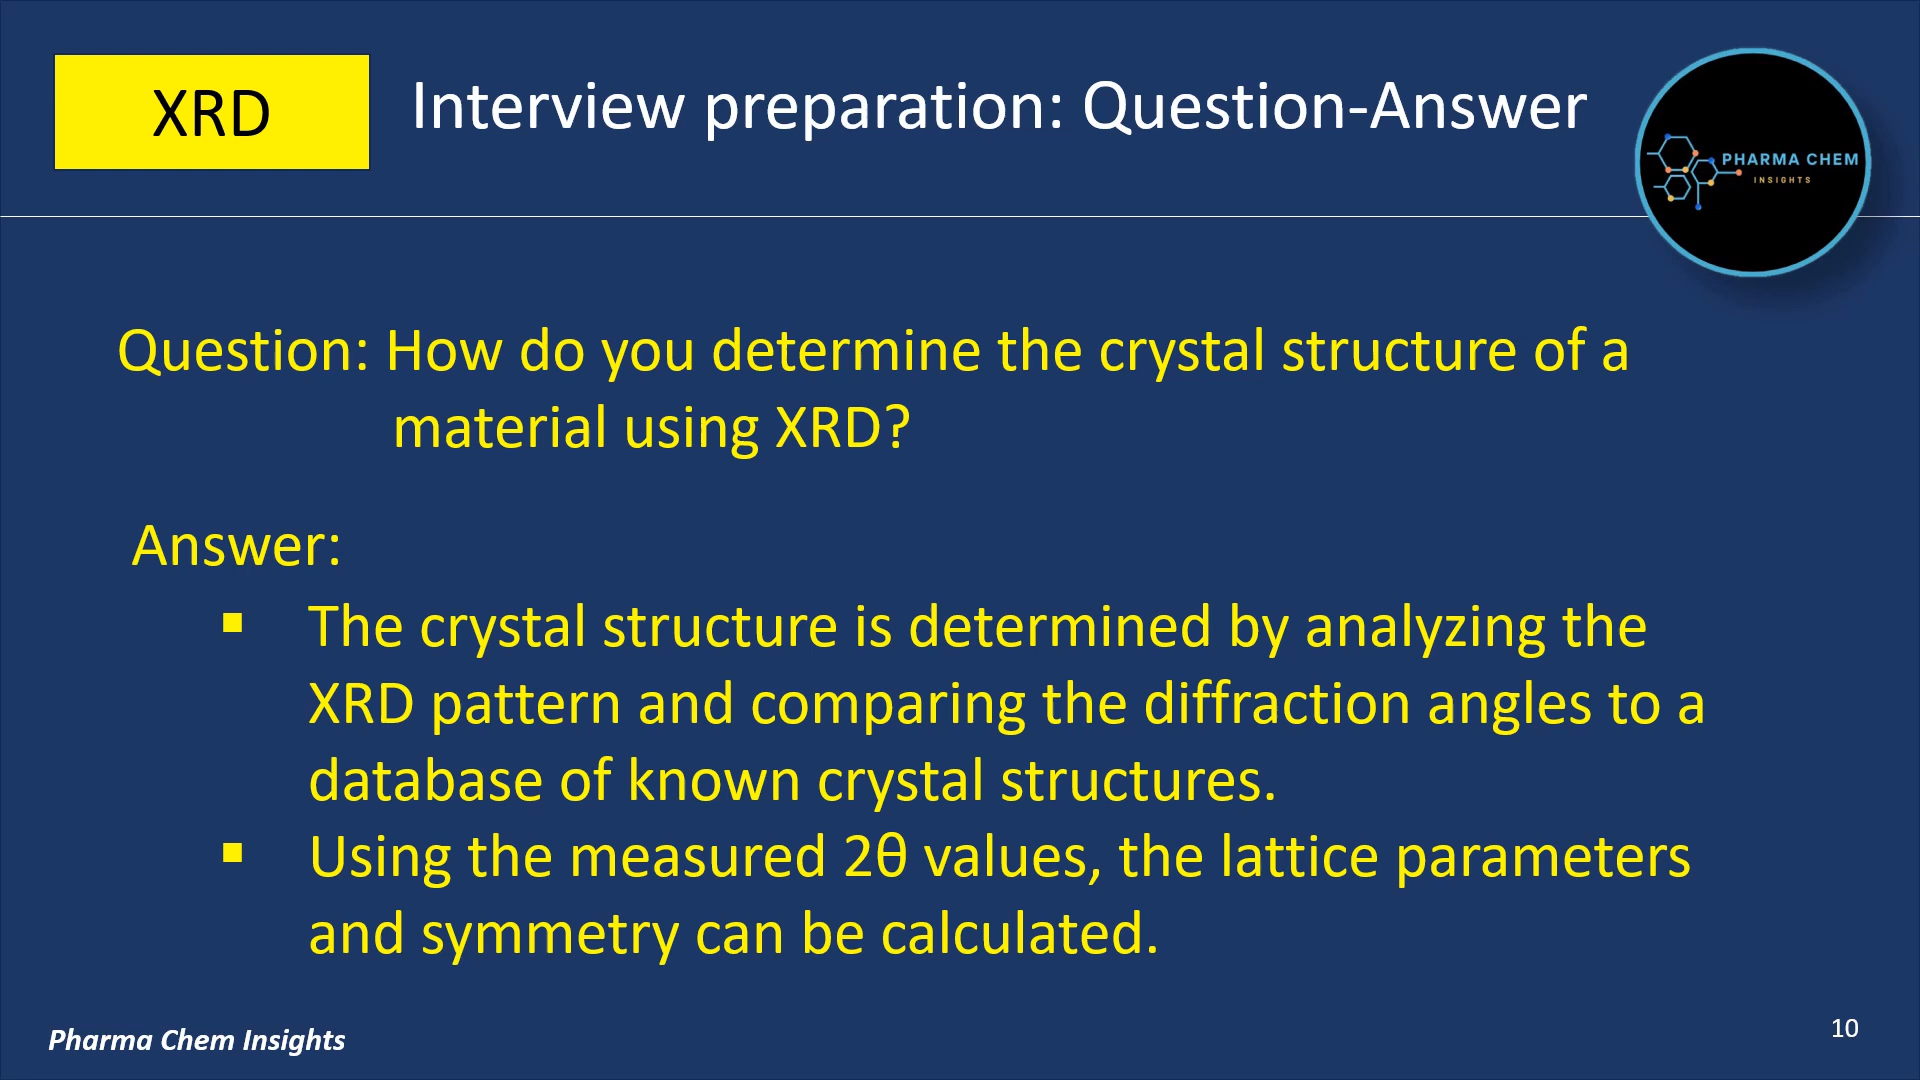 XRD
Interview preparation: Question-Answer
PHARMA CHEM
INSIGHTS
Question: How do you determine the crystal structure of a
material using XRD?
Answer:
▪ The crystal structure is determined by analyzing the
XRD pattern and comparing the diffraction angles to a
database of known crystal structures.
▪ Using the measured 2θ values, the lattice parameters
and symmetry can be calculated.
Pharma Chem Insights
10